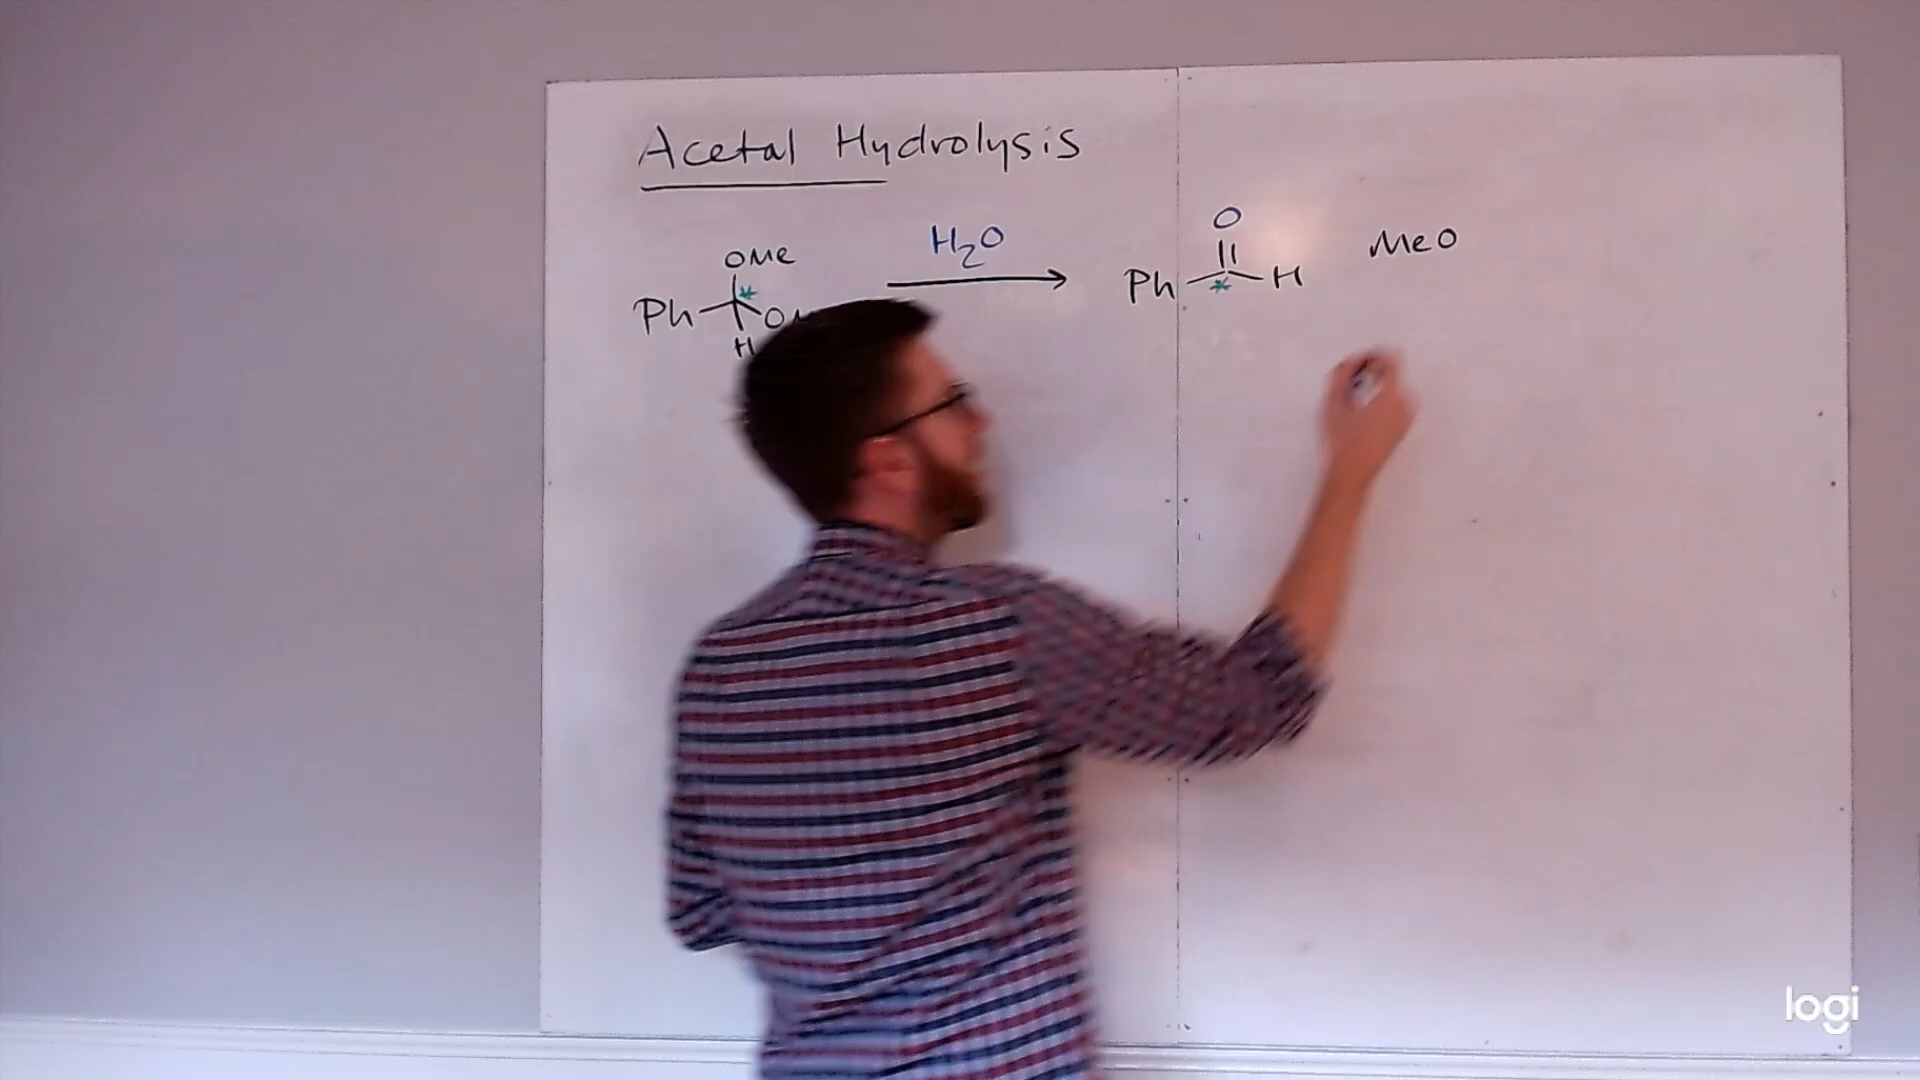 Acetal Hydrolysis
OMe
H2O
O
MeO
Ph
Ph
H
H
logi